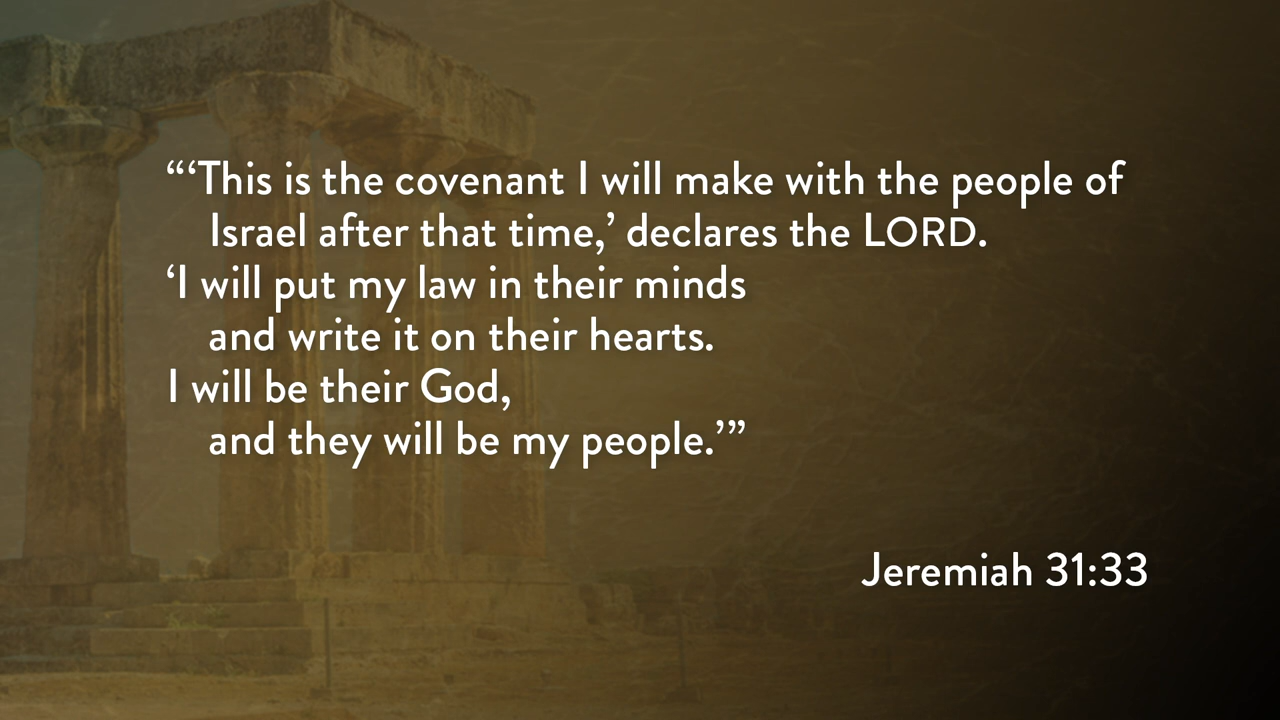 “‘This is the covenant I will make with the people of
Israel after that time,’ declares the LORD.
‘I will put my law in their minds
and write it on their hearts.
I will be their God,
and they will be my people.’”
Jeremiah 31:33